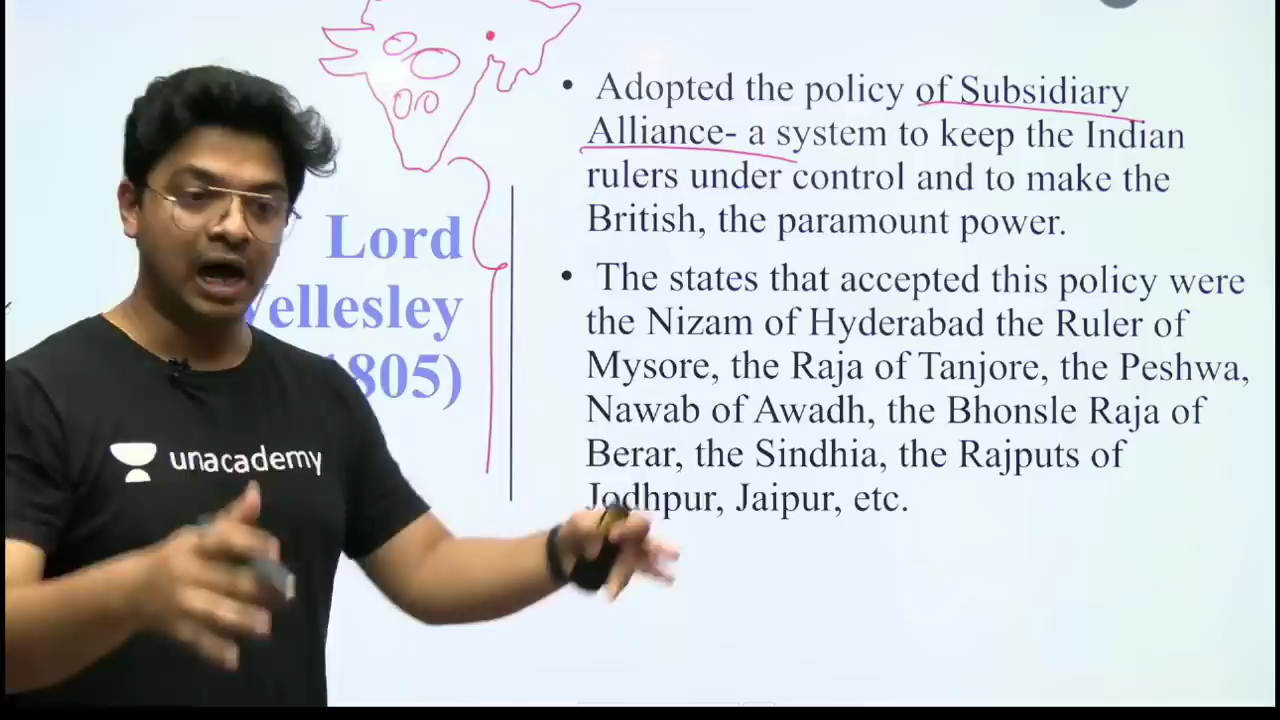 • Adopted the policy of Subsidiary
Alliance- a system to keep the Indian
rulers under control and to make the
British, the paramount power.
• The states that accepted this policy were
the Nizam of Hyderabad the Ruler of
Mysore, the Raja of Tanjore, the Peshwa,
Nawab of Awadh, the Bhonsle Raja of
Berar, the Sindhia, the Rajputs of
Jodhpur, Jaipur, etc.
Lord
Wellesley
805)
unacademy